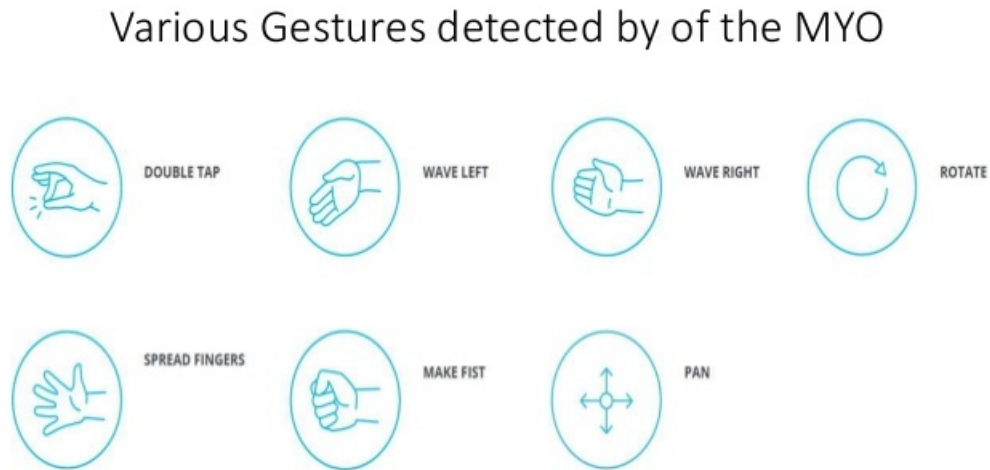 Various Gestures detected by of the MYO
DOUBLE TAP
WAVE LEFT
WAVE RIGHT
ROTATE
SPREAD FINGERS
MAKE FIST
PAN